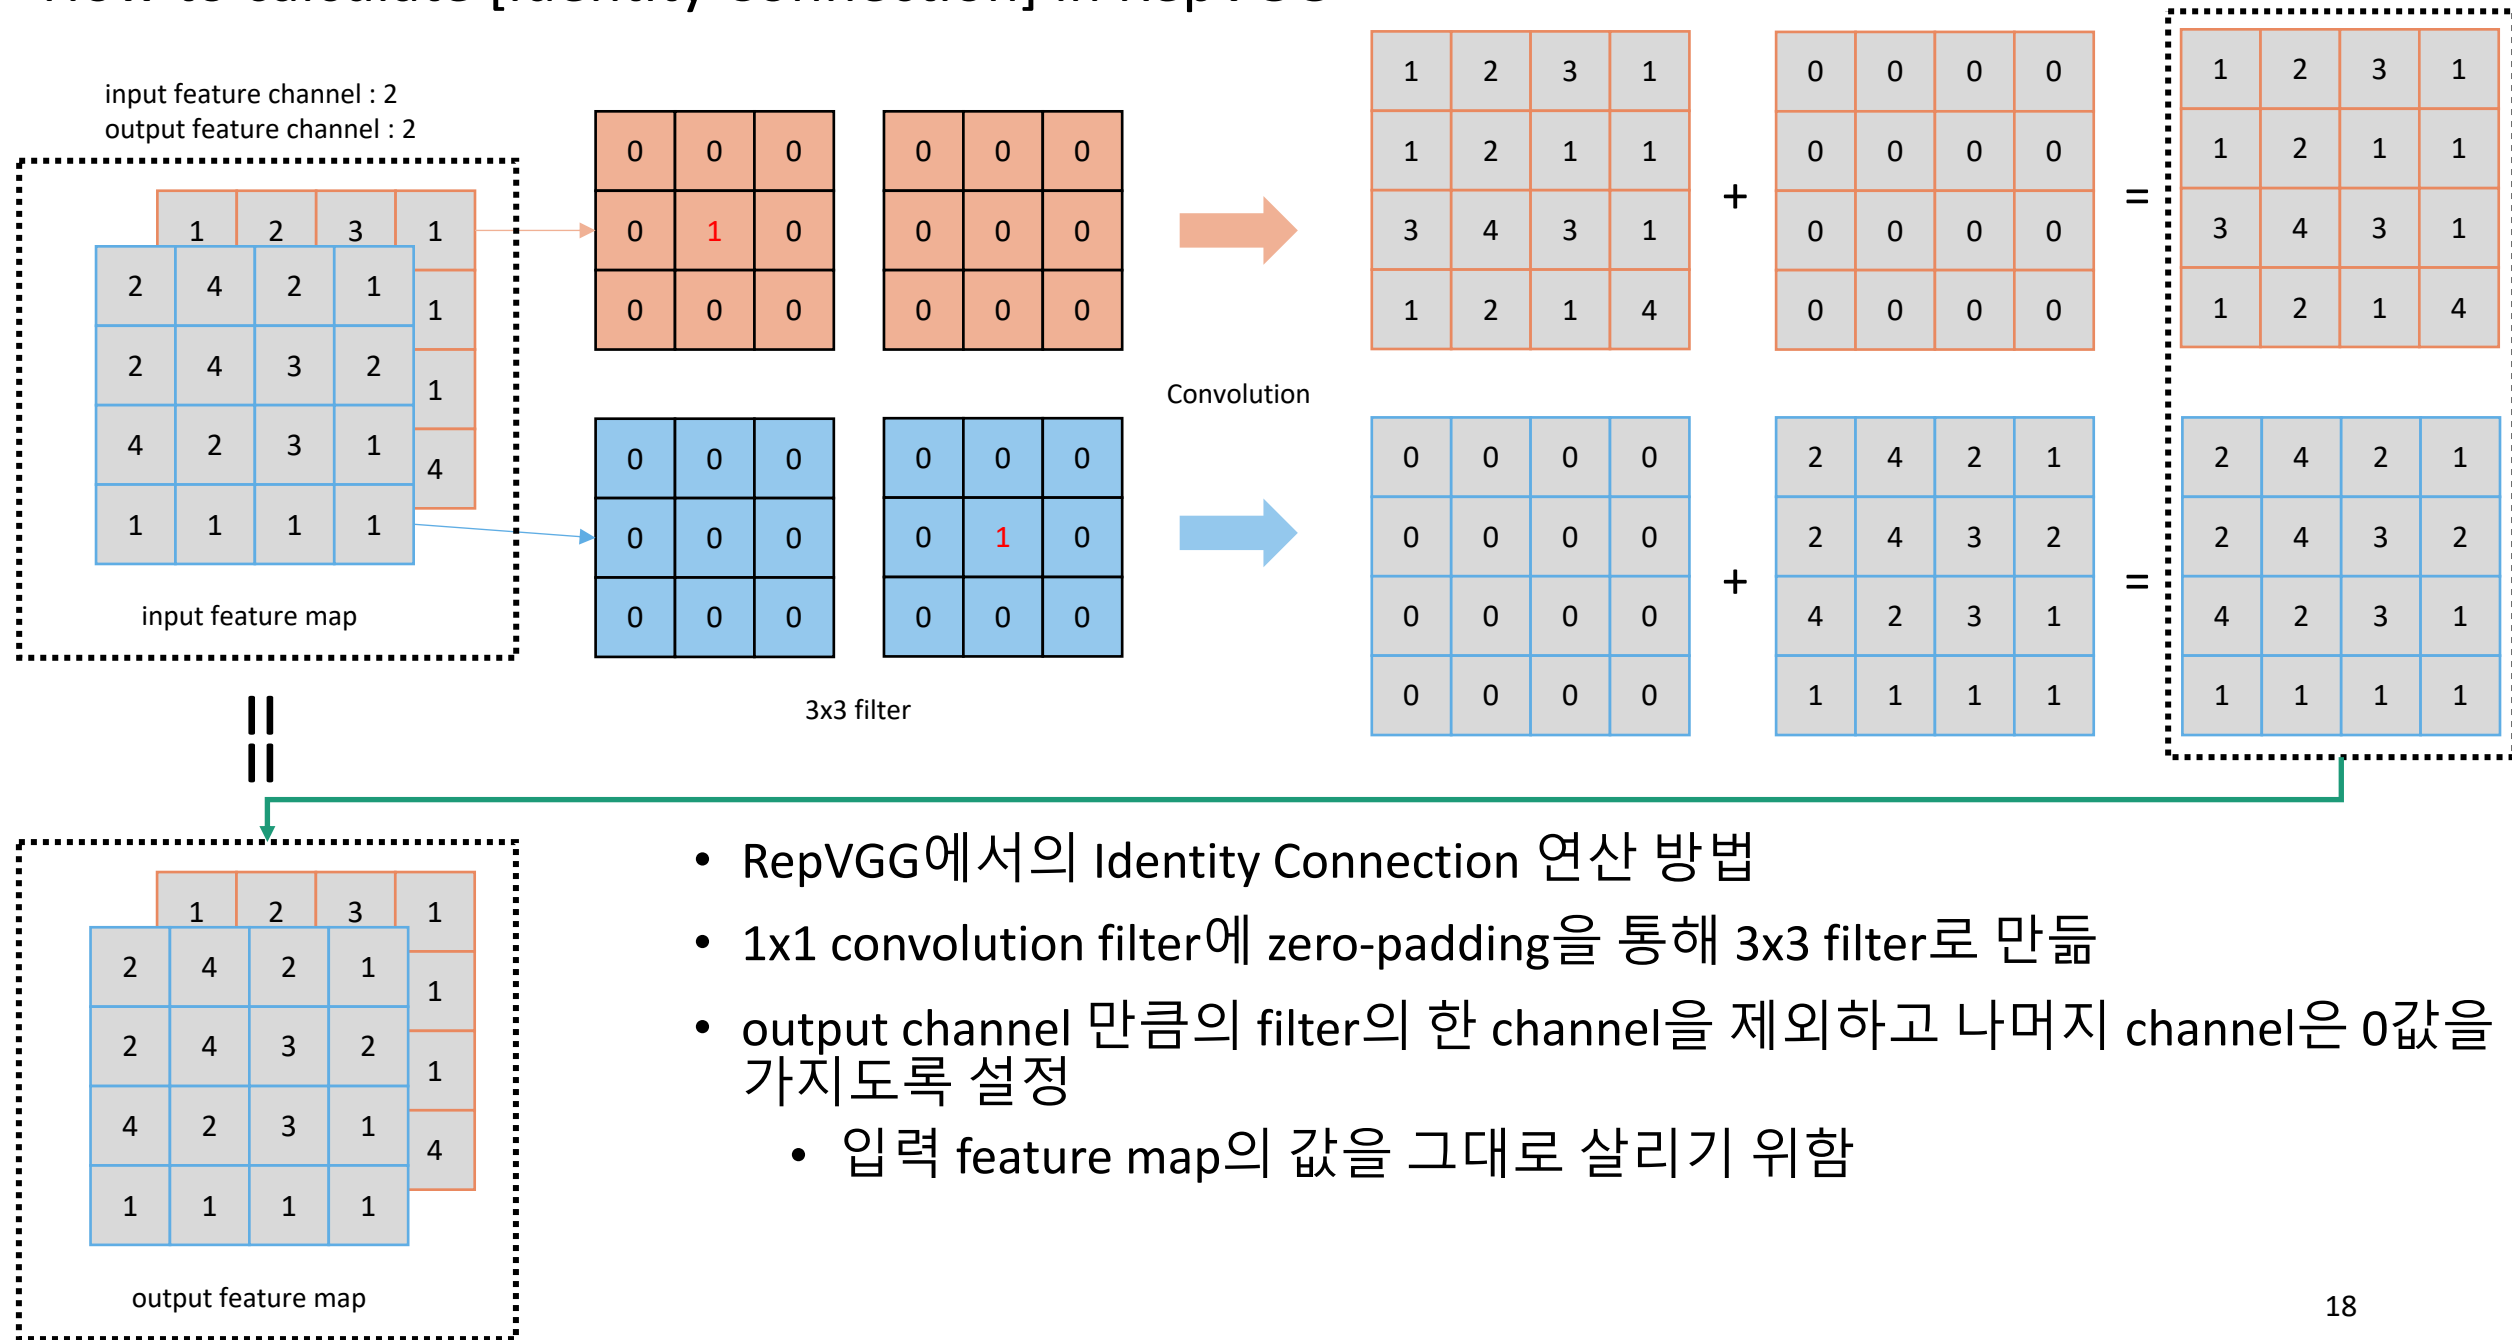 How to calculate [Identity Connection] in RepVGG
input feature channel : 2
output feature channel : 2
1 2 3 1
2 4 2 1
1
2 4 3 2
1
4 2 3 1
4
1 1 1 1
input feature map
0 0 0
0 1 0
0 0 0
0 0 0
0 0 0
0 0 0
0 0 0
0 0 0
0 0 0
0 0 0
0 1 0
0 0 0
3x3 filter
Convolution
1 2 3 1
1 2 1 1
3 4 3 1
1 2 1 4
+
0 0 0 0
0 0 0 0
0 0 0 0
0 0 0 0
=
1 2 3 1
1 2 1 1
3 4 3 1
1 2 1 4
0 0 0 0
0 0 0 0
0 0 0 0
0 0 0 0
+
2 4 2 1
2 4 3 2
4 2 3 1
1 1 1 1
=
2 4 2 1
2 4 3 2
4 2 3 1
1 1 1 1
1 2 3 1
2 4 2 1
1
2 4 3 2
1
4 2 3 1
4
1 1 1 1
output feature map
• RepVGG에서의 Identity Connection 연산 방법
• 1x1 convolution filter에 zero-padding을 통해 3x3 filter로 만듦
• output channel 만큼의 filter의 한 channel을 제외하고 나머지 channel은 0값을
가지도록 설정
• 입력 feature map의 값을 그대로 살리기 위함
18